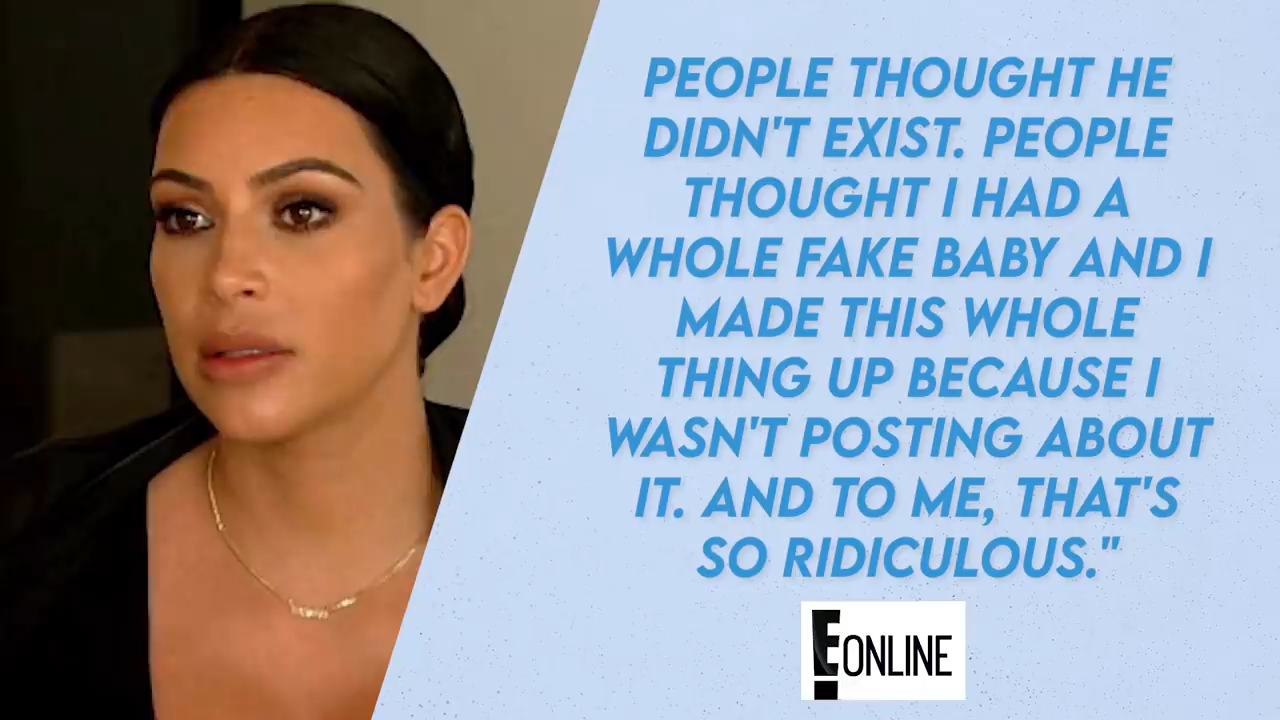 PEOPLE THOUGHT HE
DIDN'T EXIST. PEOPLE
THOUGHT I HAD A
WHOLE FAKE BABY AND I
MADE THIS WHOLE
THING UP BECAUSE I
WASN'T POSTING ABOUT
IT. AND TO ME, THAT'S
SO RIDICULOUS."
E! ONLINE